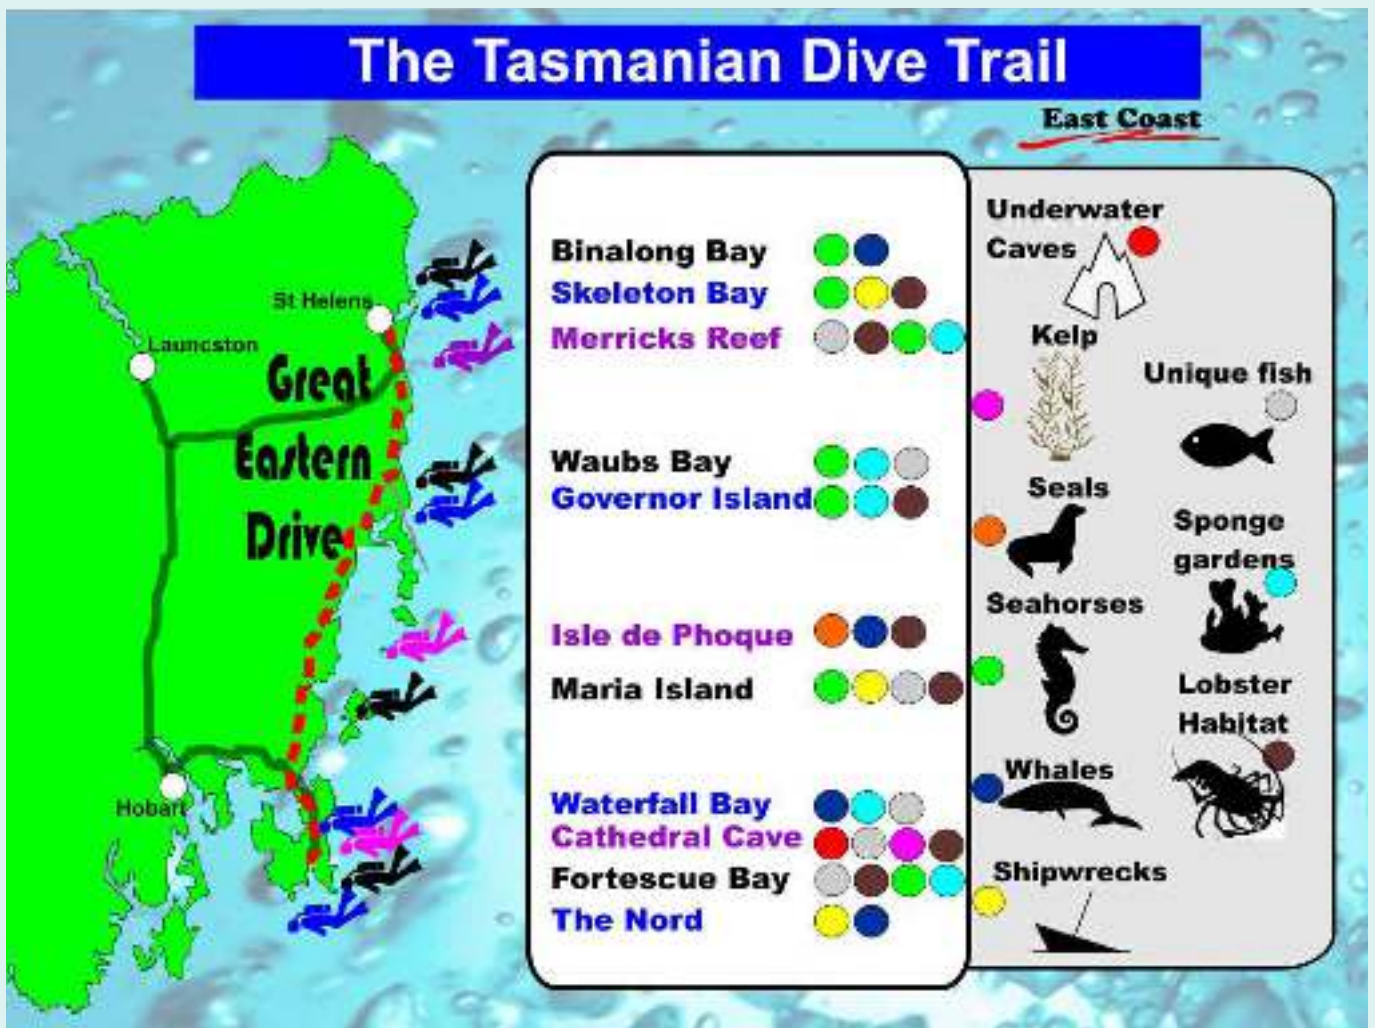 The Tasmanian Dive Trail
East Coast
St Helens
Launcston
Great
Eastern
Drive
Hobart
Binalong Bay
Skeleton Bay
Merricks Reef
Waubs Bay
Governor Island
Isle de Phoque
Maria Island
Waterfall Bay
Cathedral Cave
Fortescue Bay
The Nord
Underwater
Caves
Kelp
Unique fish
Seals
Sponge
gardens
Seahorses
Lobster
Habitat
Whales
Shipwrecks